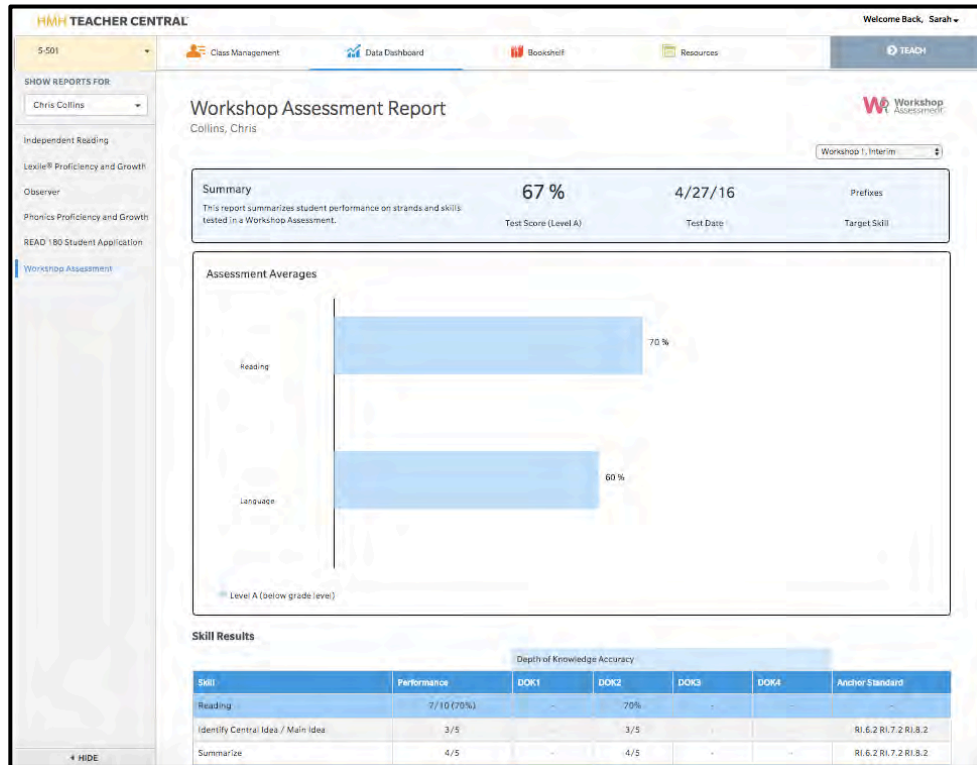 HMH TEACHER CENTRAL
Welcome Back, Sarah
S-501
Class Management
Data Dashboard
Bookshelf
Resources
TEACH
SHOW REPORTS FOR
Chris Collins
Independent Reading
Lexile® Proficiency and Growth
Observer
Phonics Proficiency and Growth
READ 180 Student Application
Workshop Assessment
HIDE
Workshop Assessment Report
Collins, Chris
Workshop
Assessment
Workshop 1, Interim
Summary
This report summarizes student performance on strands and skills
tested in a Workshop Assessment.
67 %
Test Score (Level A)
4/27/16
Test Date
Prefixes
Target Skill
Assessment Averages
Reading
70 %
Language
60 %
Level A (below grade level)
Skill Results
Depth of Knowledge Accuracy
Skill Performance DOK1 DOK2 DOK3 DOK4 Anchor Standard
Reading 7/10 (70%) - 70% - - -
Identify Central Idea / Main Idea 3/5 - 3/5 - - RI.6.2 RI.7.2 RI.8.2
Summarize 4/5 - 4/5 - - RI.6.2 RI.7.2 RI.8.2